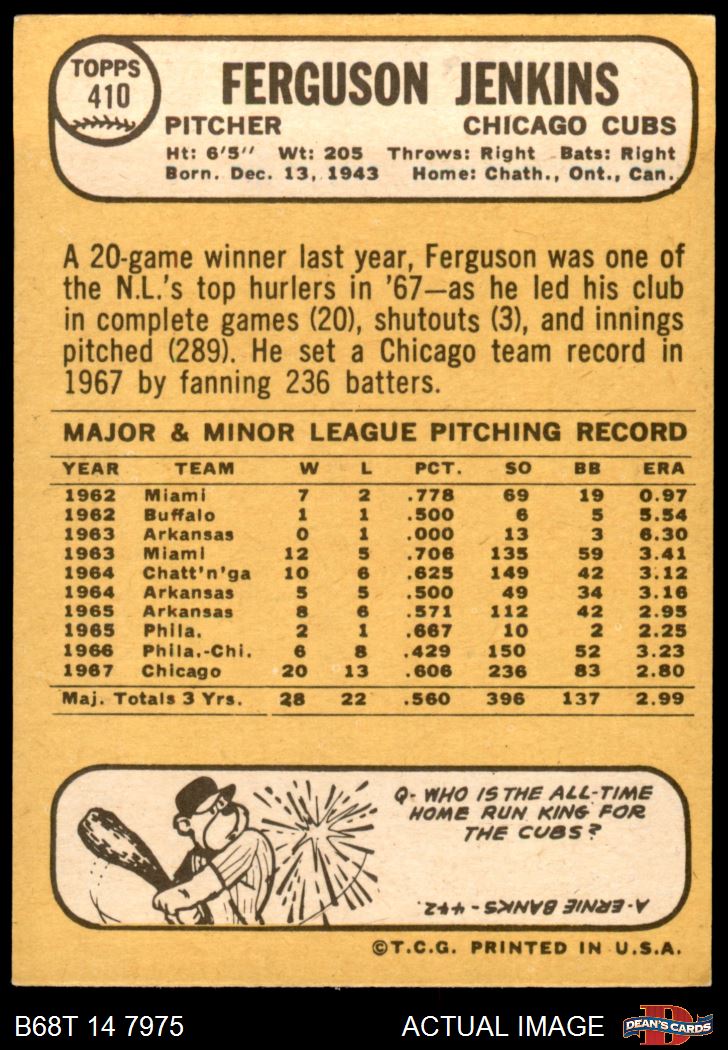 TOPPS
410
FERGUSON JENKINS
PITCHER CHICAGO CUBS
Ht: 6'5" Wt: 205 Throws: Right Bats: Right
Born. Dec. 13, 1943 Home: Chath., Ont., Can.
A 20-game winner last year, Ferguson was one of
the N.L.'s top hurlers in '67—as he led his club
in complete games (20), shutouts (3), and innings
pitched (289). He set a Chicago team record in
1967 by fanning 236 batters.
MAJOR & MINOR LEAGUE PITCHING RECORD
YEAR TEAM W L PCT. SO BB ERA
1962 Miami 7 2 .778 69 19 0.97
1962 Buffalo 1 1 .500 6 5 5.54
1963 Arkansas 0 1 .000 13 3 6.30
1963 Miami 12 5 .706 135 59 3.41
1964 Chatt'n'ga 10 6 .625 149 42 3.12
1964 Arkansas 5 5 .500 49 34 3.16
1965 Arkansas 8 6 .571 112 42 2.95
1965 Phila. 2 1 .667 10 2 2.25
1966 Phila.-Chi. 6 8 .429 150 52 3.23
1967 Chicago 20 13 .606 236 83 2.80
Maj. Totals 3 Yrs. 28 22 .560 396 137 2.99
Q- WHO IS THE ALL-TIME
HOME RUN KING FOR
THE CUBS?
A- ERNIE BANKS - 442.
©T.C.G. PRINTED IN U.S.A.
B68T 14 7975 ACTUAL IMAGE
D
DEAN'S CARDS